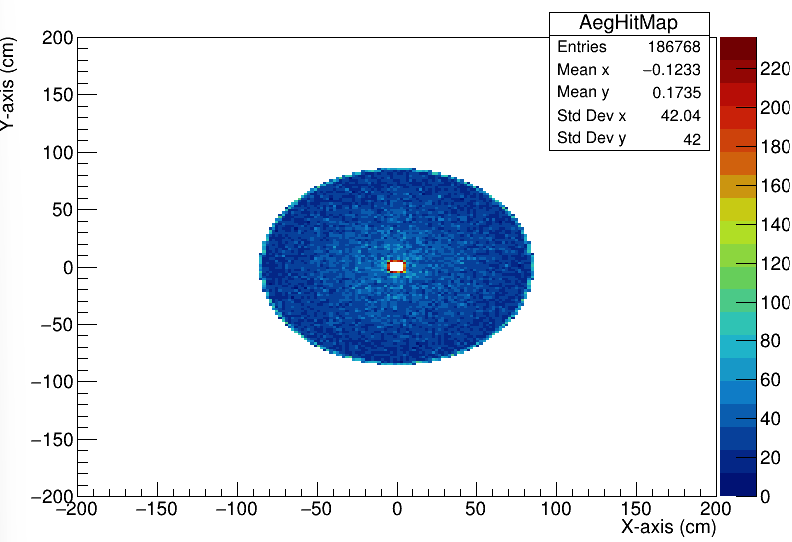 AegHitMap
Entries 186768
Mean x −0.1233
Mean y 0.1735
Std Dev x 42.04
Std Dev y 42
Y-axis (cm)
200
150
100
50
0
−50
−100
−150
−200
−200 −150 −100 −50 0 50 100 150 200
X-axis (cm)
220
200
180
160
140
120
100
80
60
40
20
0